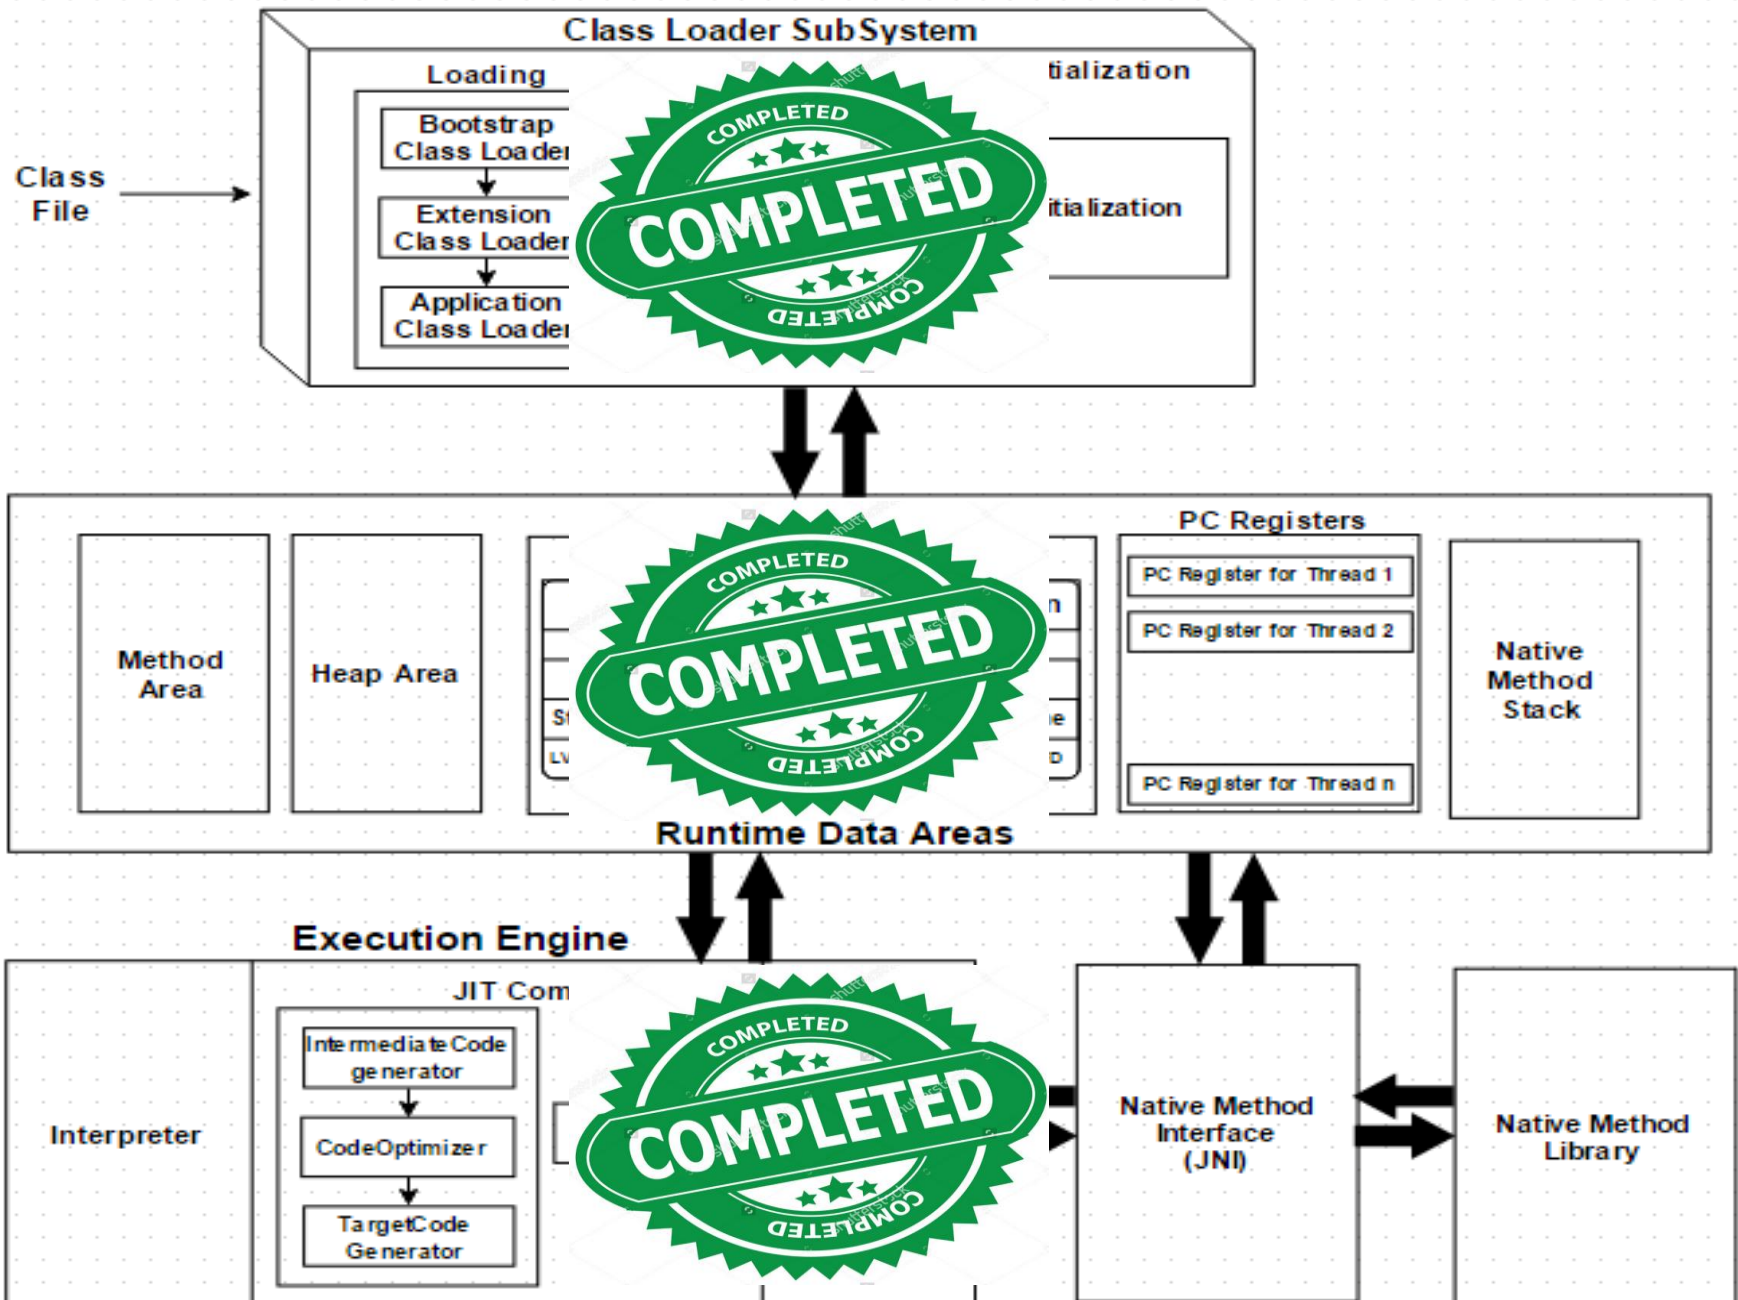 Class Loader SubSystem
Loading
tialization
Bootstrap
Class Loader
Extension
Class Loader
Application
Class Loader
Class
File
COMPLETED
COMPLETED
COMPLETED
itialization
PC Registers
Method
Area
Heap Area
n
St
e
LV
D
COMPLETED
COMPLETED
COMPLETED
PC Register for Thread 1
PC Register for Thread 2
PC Register for Thread n
Native
Method
Stack
Runtime Data Areas
Execution Engine
Interpreter
JIT Com
IntermediateCode
generator
CodeOptimizer
TargetCode
Generator
COMPLETED
COMPLETED
COMPLETED
Native Method
Interface
(JNI)
Native Method
Library